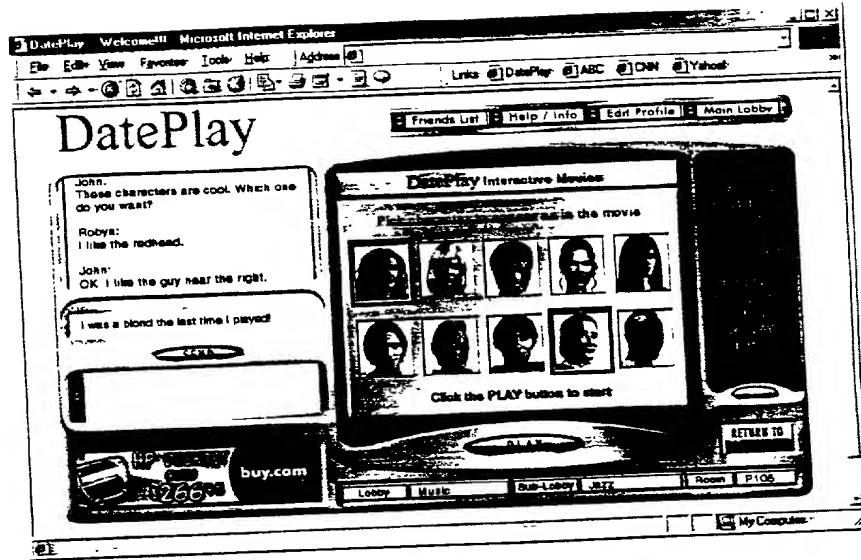 DatePlay Welcome!!! Microsoft Internet Explorer
File Edit View Favorites Tools Help Address
Links DatePlay ABC CNN Yahoo!
DatePlay
Friends List Help / Info Edit Profile Main Lobby
John:
These characters are cool. Which one
do you want?
Robyn:
I like the redhead.
John:
OK. I like the guy near the right.
I was a blond the last time I played!
SEND
DatePlay Interactive Movies
in the movie
Click the PLAY button to start
PLAY
RETURN TO
HP
buy.com
Lobby Music Sub-Lobby Jazz Room P105
My Computer